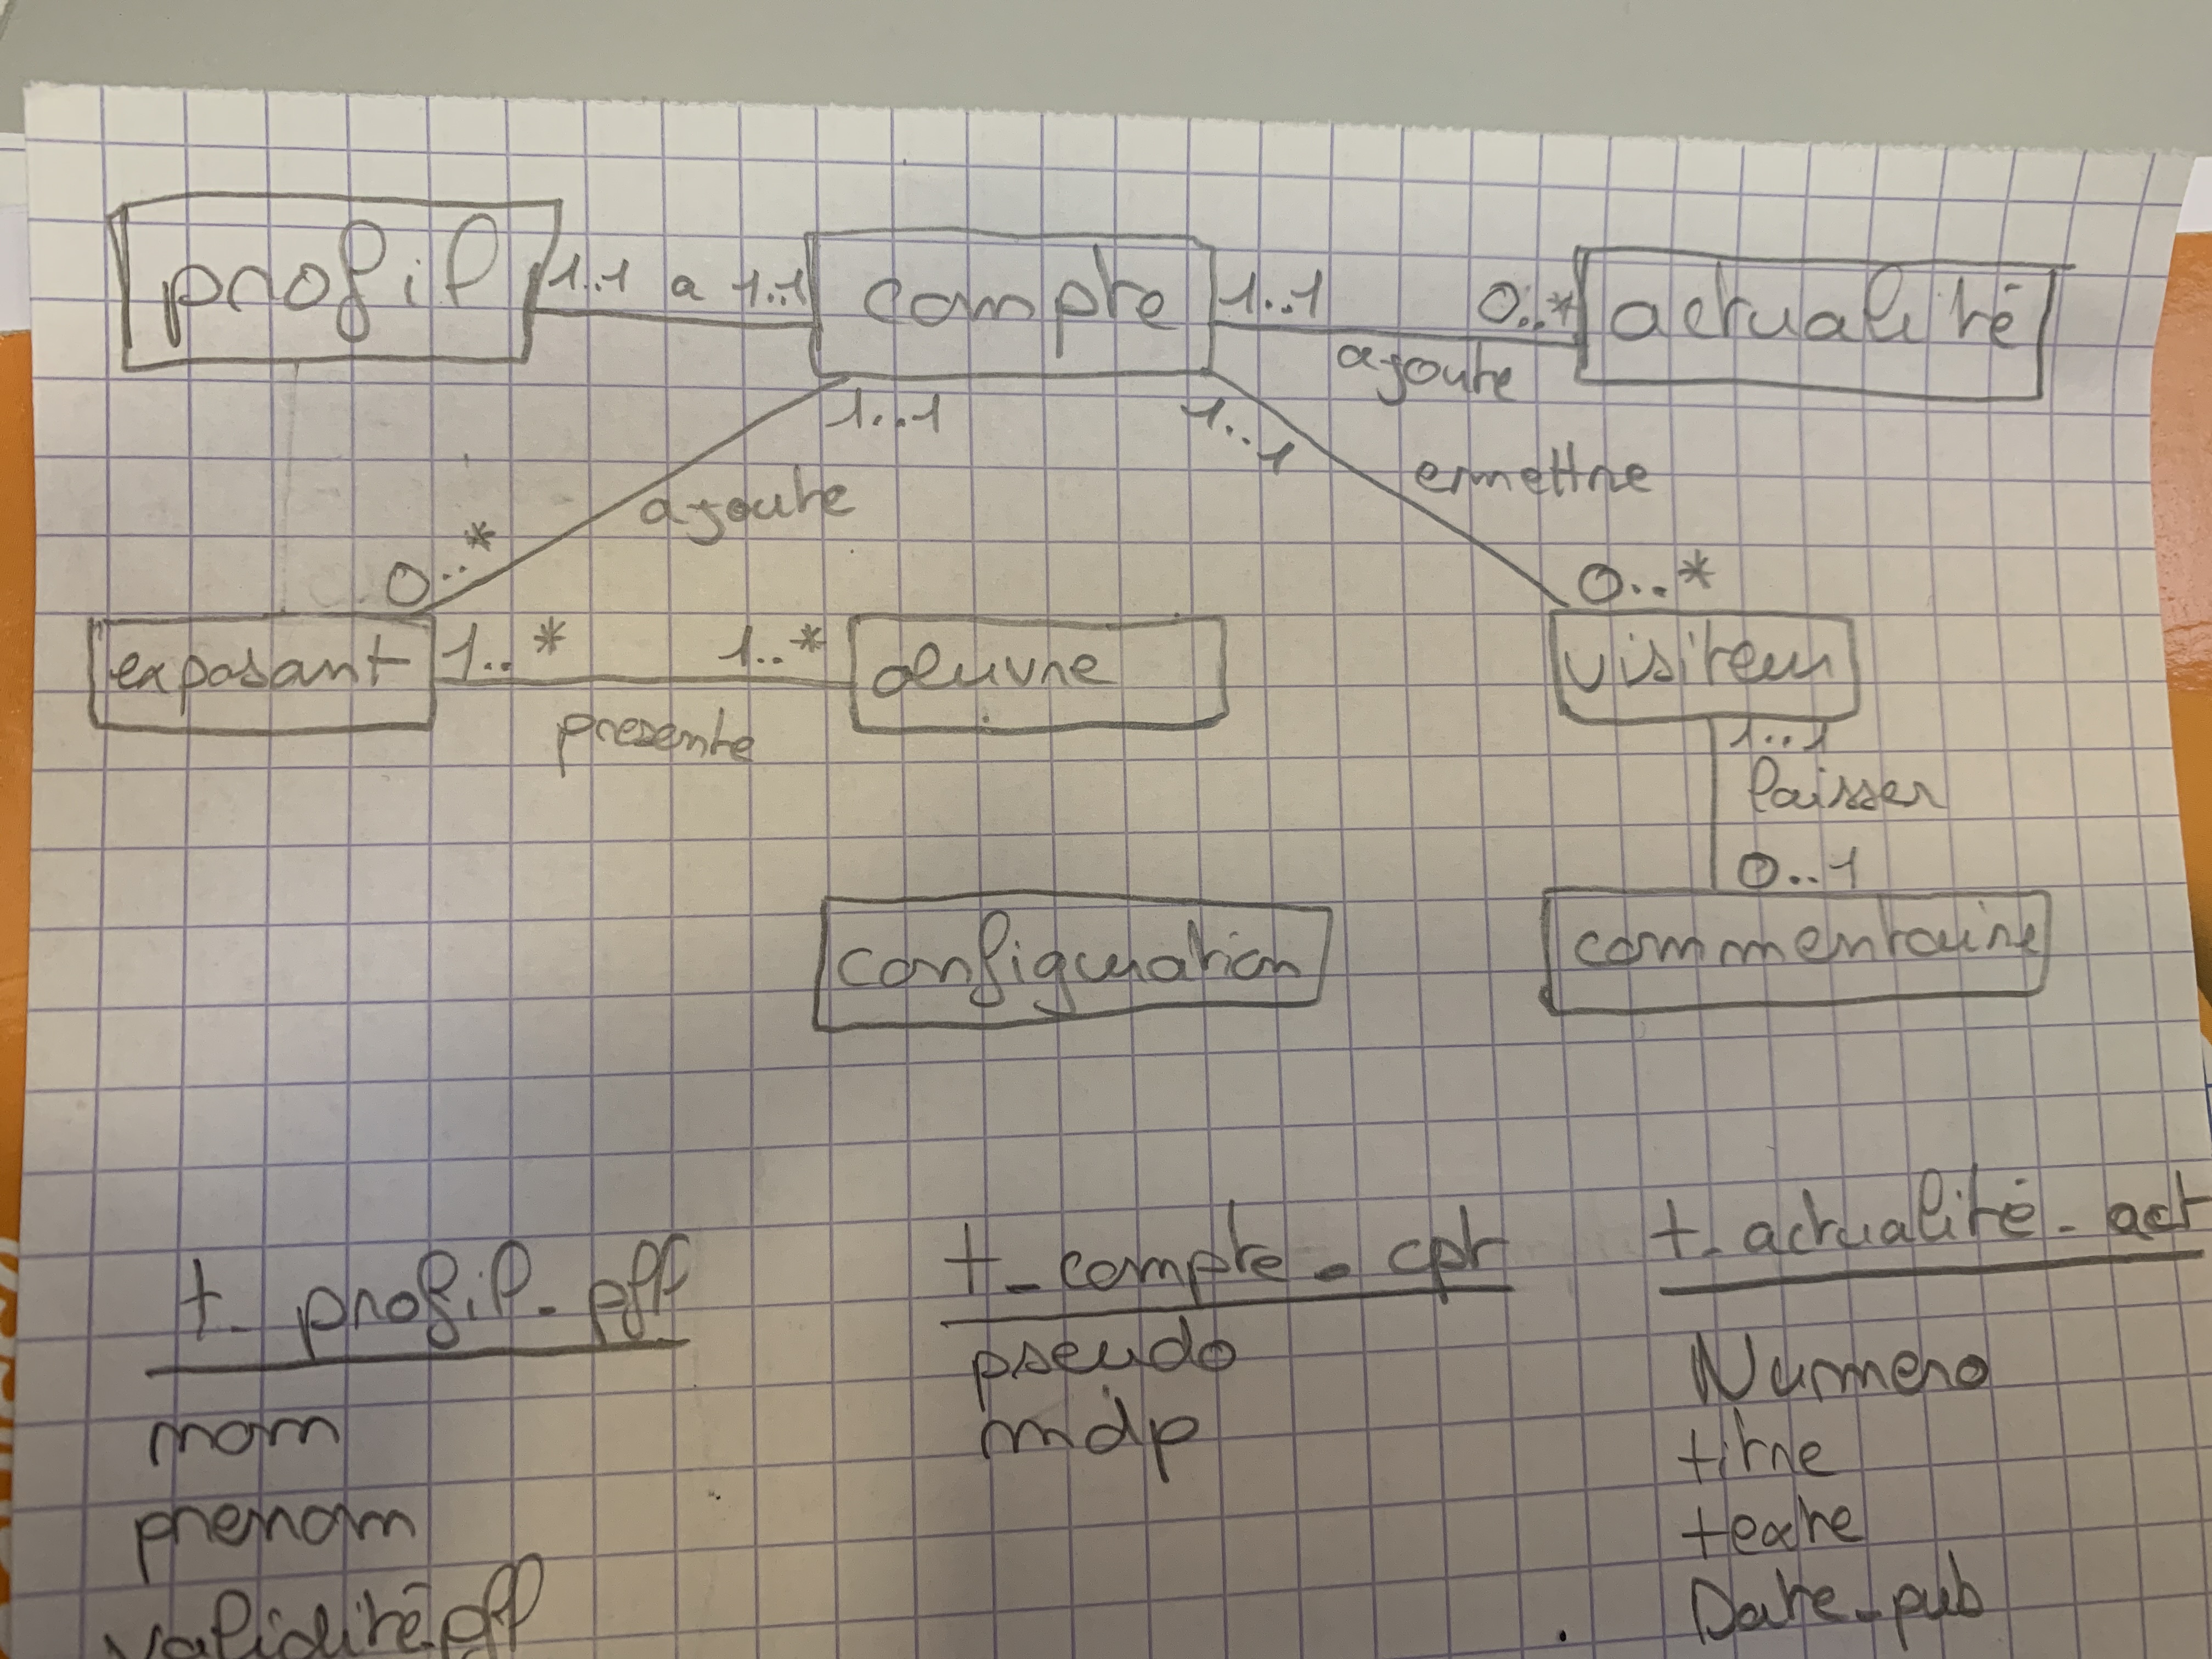 profil 1..1 a 1..1 compte 1..1 0..* actualité
ajoute
1...1 1...1
ajoute ermettre
0..* 0..*
exposant 1..* 1..* œuvre visiteur
presente 1..1
laisser
0..1
configuration commentaire
t_profil_pfl t_compte_cpt t_actualité_act
nom pseudo Numero
prenom mdp titre
validité_pfl texte
Date_pub